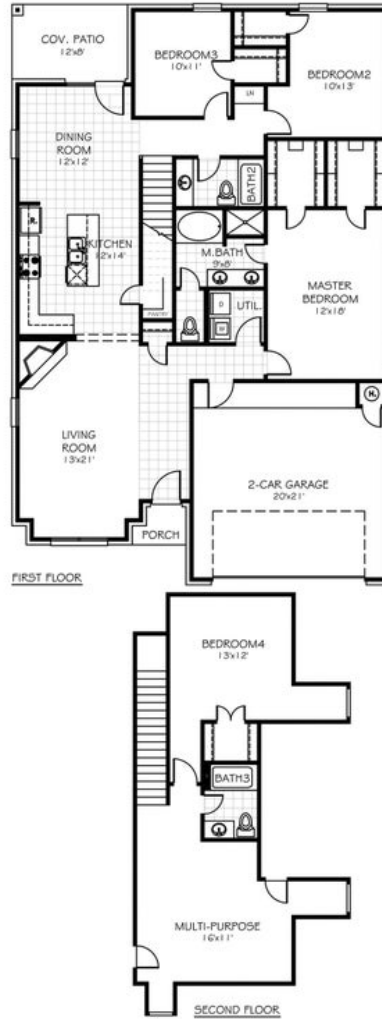 COV. PATIO
12'x8'
BEDROOM3
10'x11'
BEDROOM2
10'x13'
LN
DINING
ROOM
12'x12'
BATH2
R.
KITCHEN
12'x14'
M.BATH
9'x8'
MASTER
BEDROOM
12'x18'
D
UTIL.
W
PANTRY
H.
LIVING
ROOM
13'x21'
2-CAR GARAGE
20'x21'
PORCH
FIRST FLOOR
BEDROOM4
13'x12'
BATH3
MULTI-PURPOSE
16'x11'
SECOND FLOOR